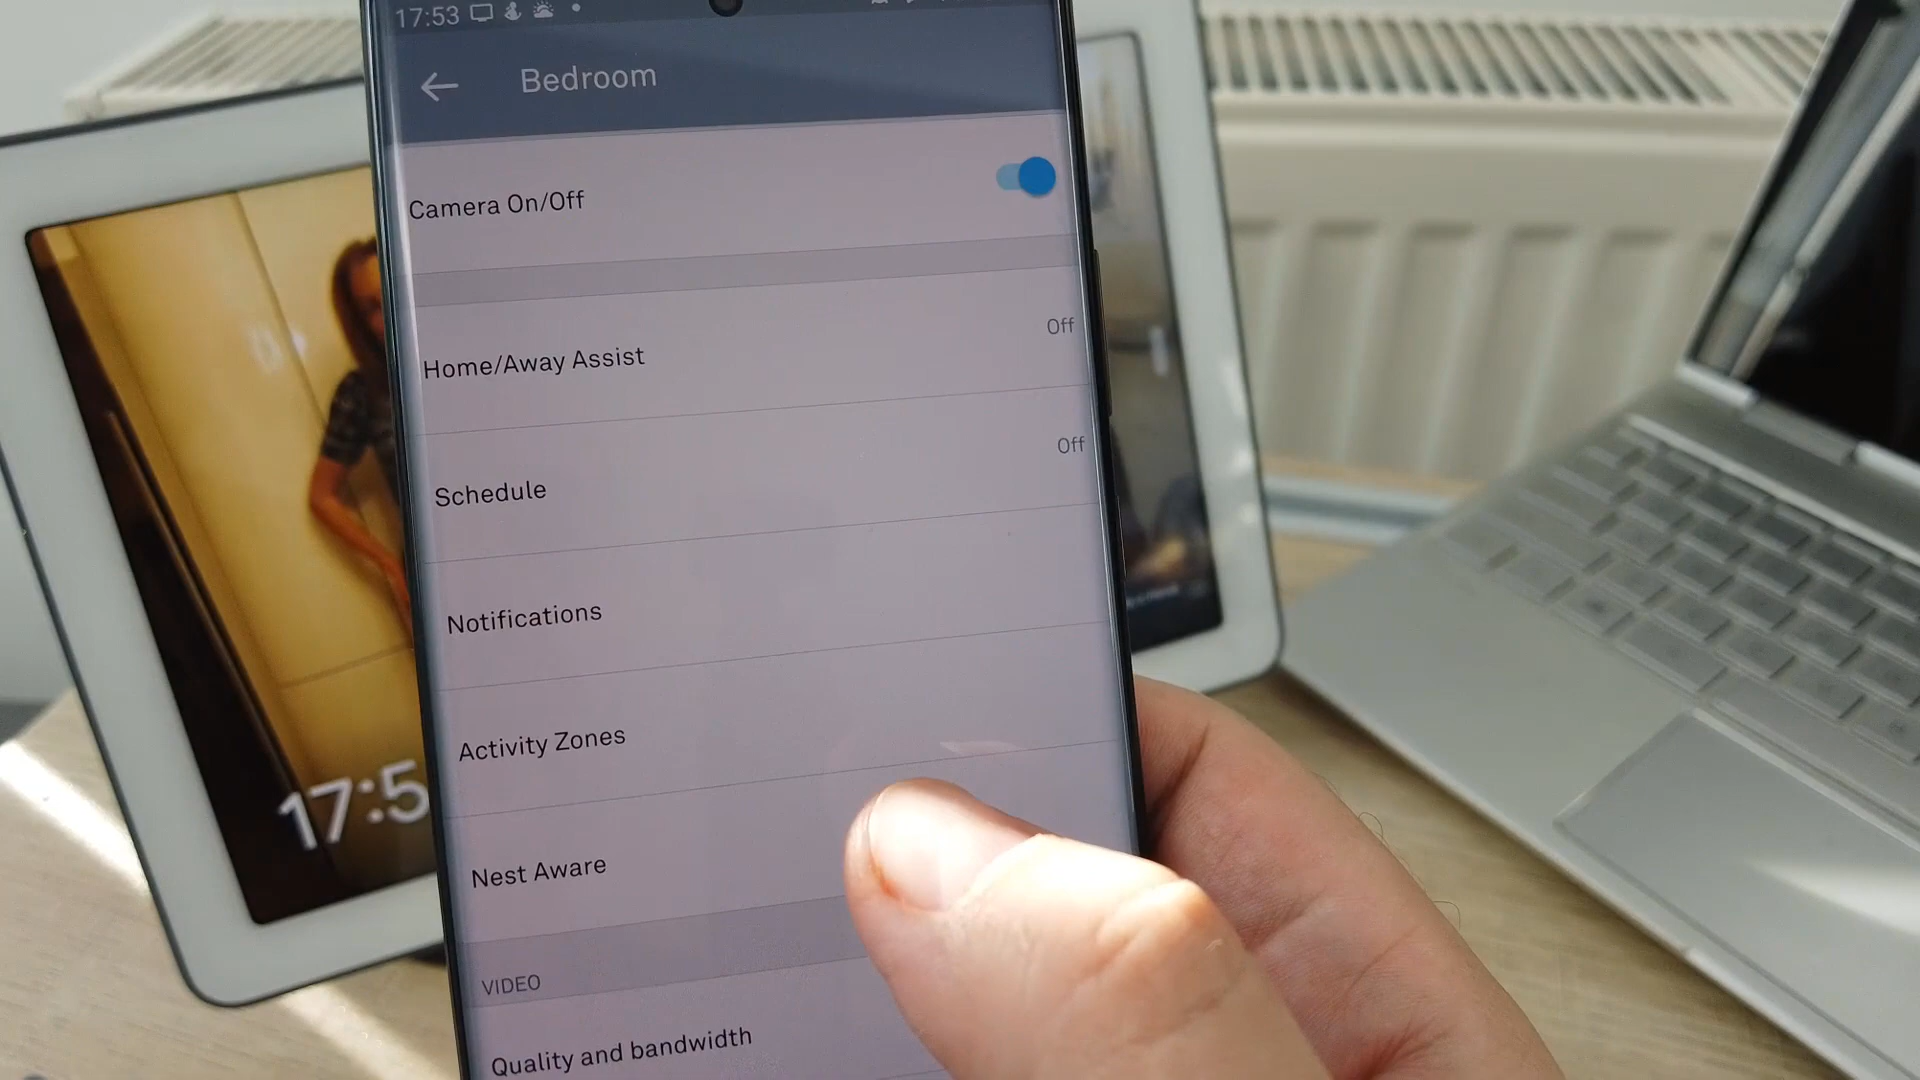 17:53
Bedroom
Camera On/Off
Home/Away Assist
Off
Schedule
Off
Notifications
Activity Zones
Nest Aware
VIDEO
Quality and bandwidth
17:5